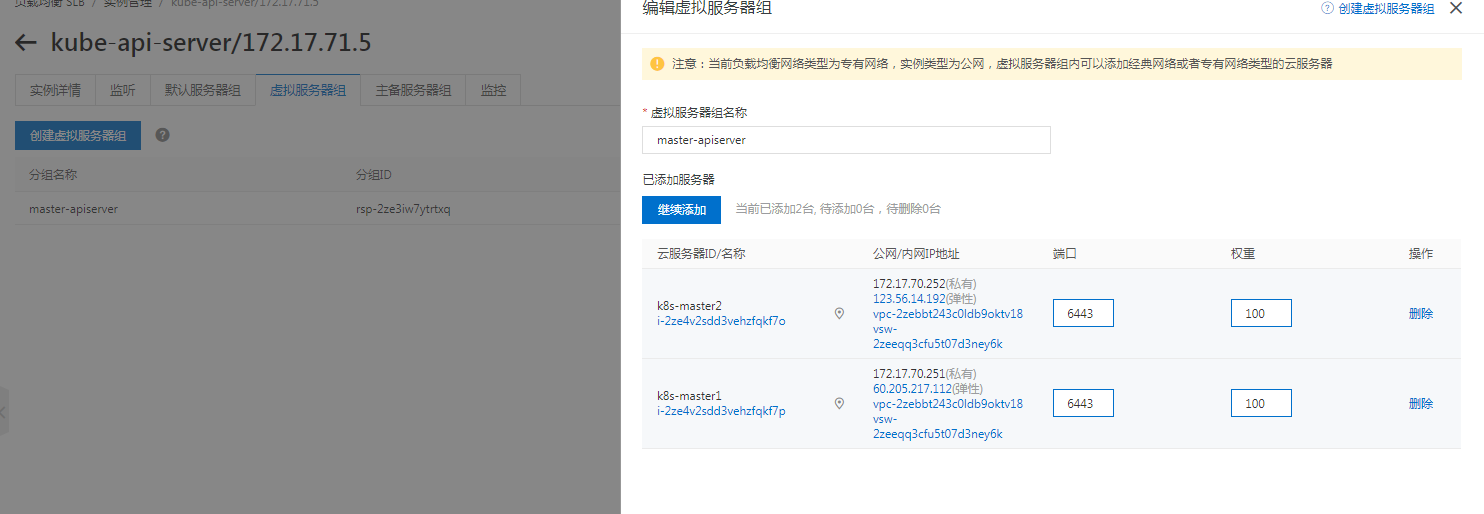 负载均衡 SLB / 实例管理 / kube-api-server/172.17.71.5
← kube-api-server/172.17.71.5
实例详情 监听 默认服务器组 虚拟服务器组 主备服务器组 监控
创建虚拟服务器组 ?
分组名称 分组ID
master-apiserver rsp-2ze3iw7ytrtxq
编辑虚拟服务器组
? 创建虚拟服务器组
注意：当前负载均衡网络类型为专有网络，实例类型为公网，虚拟服务器组内可以添加经典网络或者专有网络类型的云服务器
* 虚拟服务器组名称
master-apiserver
已添加服务器
继续添加 当前已添加2台, 待添加0台，待删除0台
云服务器ID/名称 公网/内网IP地址 端口 权重 操作
k8s-master2
i-2ze4v2sdd3vehzfqkf7o
172.17.70.252(私有)
123.56.14.192(弹性)
vpc-2zebbt243c0ldb9oktv18
vsw-
2zeeqq3cfu5t07d3ney6k
6443
100
删除
k8s-master1
i-2ze4v2sdd3vehzfqkf7p
172.17.70.251(私有)
60.205.217.112(弹性)
vpc-2zebbt243c0ldb9oktv18
vsw-
2zeeqq3cfu5t07d3ney6k
6443
100
删除